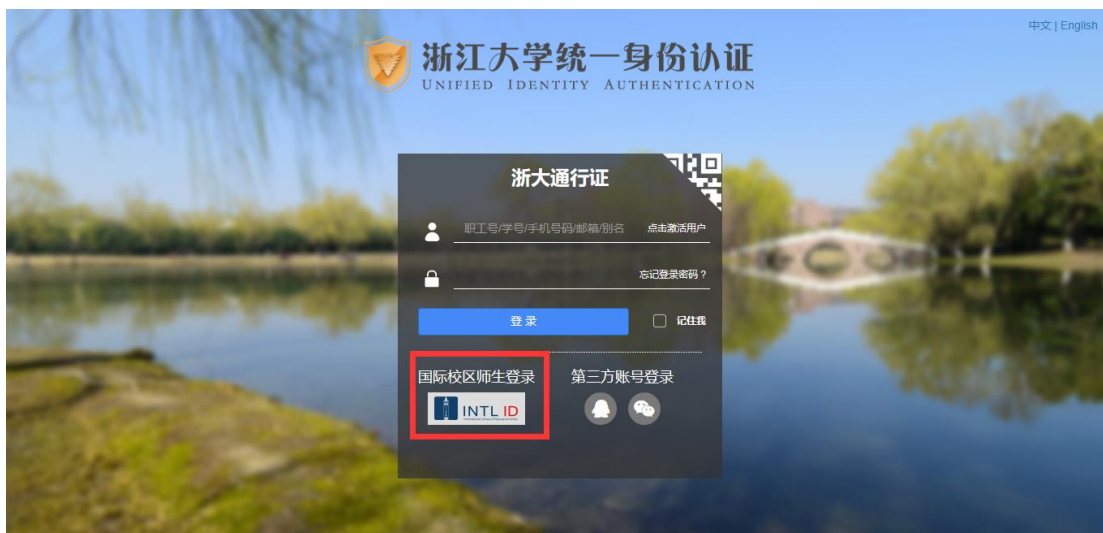 中文 | English
浙江大学统一身份认证
UNIFIED IDENTITY AUTHENTICATION
浙大通行证
职工号/学号/手机号码/邮箱/别名 点击激活用户
忘记登录密码？
登 录 记住我
国际校区师生登录 第三方账号登录
INTL ID